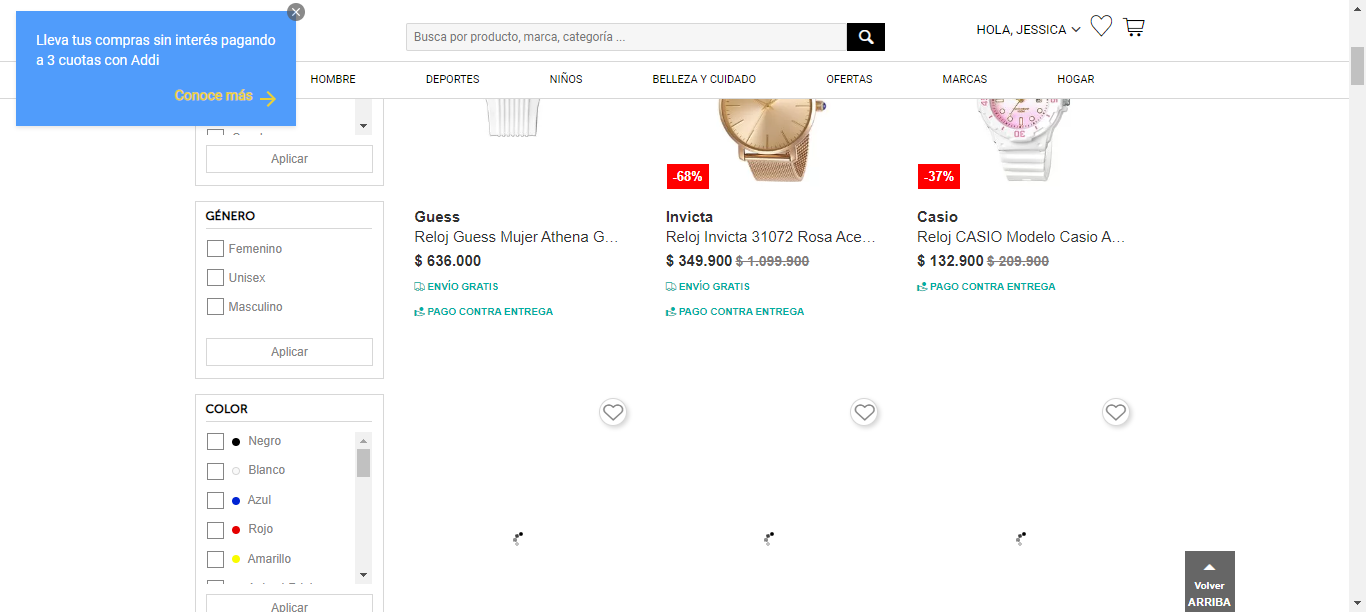 Lleva tus compras sin interés pagando
a 3 cuotas con Addi
Conoce más
Busca por producto, marca, categoría ...
HOLA, JESSICA
HOMBRE
DEPORTES
NIÑOS
BELLEZA Y CUIDADO
OFERTAS
MARCAS
HOGAR
Aplicar
GÉNERO
Femenino
Unisex
Masculino
Aplicar
COLOR
Negro
Blanco
Azul
Rojo
Amarillo
Aplicar
Guess
Reloj Guess Mujer Athena G...
$ 636.000
ENVÍO GRATIS
PAGO CONTRA ENTREGA
-68%
Invicta
Reloj Invicta 31072 Rosa Ace...
$ 349.900 $ 1.099.900
ENVÍO GRATIS
PAGO CONTRA ENTREGA
-37%
Casio
Reloj CASIO Modelo Casio A...
$ 132.900 $ 209.900
PAGO CONTRA ENTREGA
Volver
ARRIBA